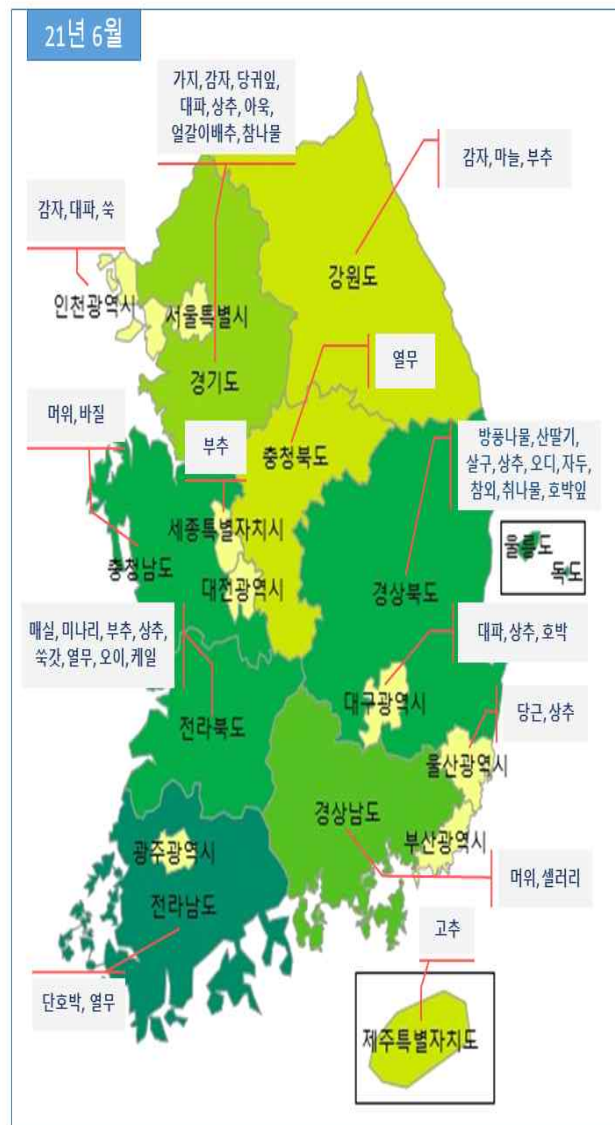 21년 6월
가지, 감자, 당귀잎,
대파, 상추, 아욱,
얼갈이배추, 참나물
감자, 마늘, 부추
감자, 대파, 쑥
강원도
인천광역시
서울특별시
경기도
열무
머위, 바질
부추
충청북도
방풍나물, 산딸기,
살구, 상추, 오디, 자두,
참외, 취나물, 호박잎
세종특별자치시
충청남도
대전광역시
경상북도
울릉도
독도
매실, 미나리, 부추, 상추,
쑥갓, 열무, 오이, 케일
대파, 상추, 호박
대구광역시
전라북도
당근, 상추
울산광역시
경상남도
부산광역시
광주광역시
머위, 셀러리
전라남도
고추
단호박, 열무
제주특별자치도